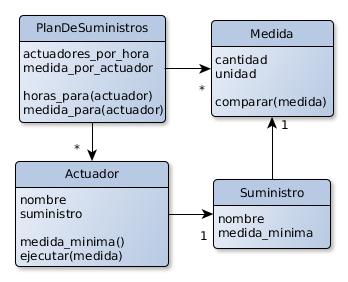 PlanDeSuministros
actuadores_por_hora
medida_por_actuador
horas_para(actuador)
medida_para(actuador)
Medida
cantidad
unidad
comparar(medida)
*
*
1
Actuador
nombre
suministro
medida_minima()
ejecutar(medida)
1
Suministro
nombre
medida_minima